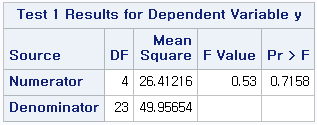 Test 1 Results for Dependent Variable y
Source DF Mean Square F Value Pr > F
Numerator 4 26.41216 0.53 0.7158
Denominator 23 49.95654